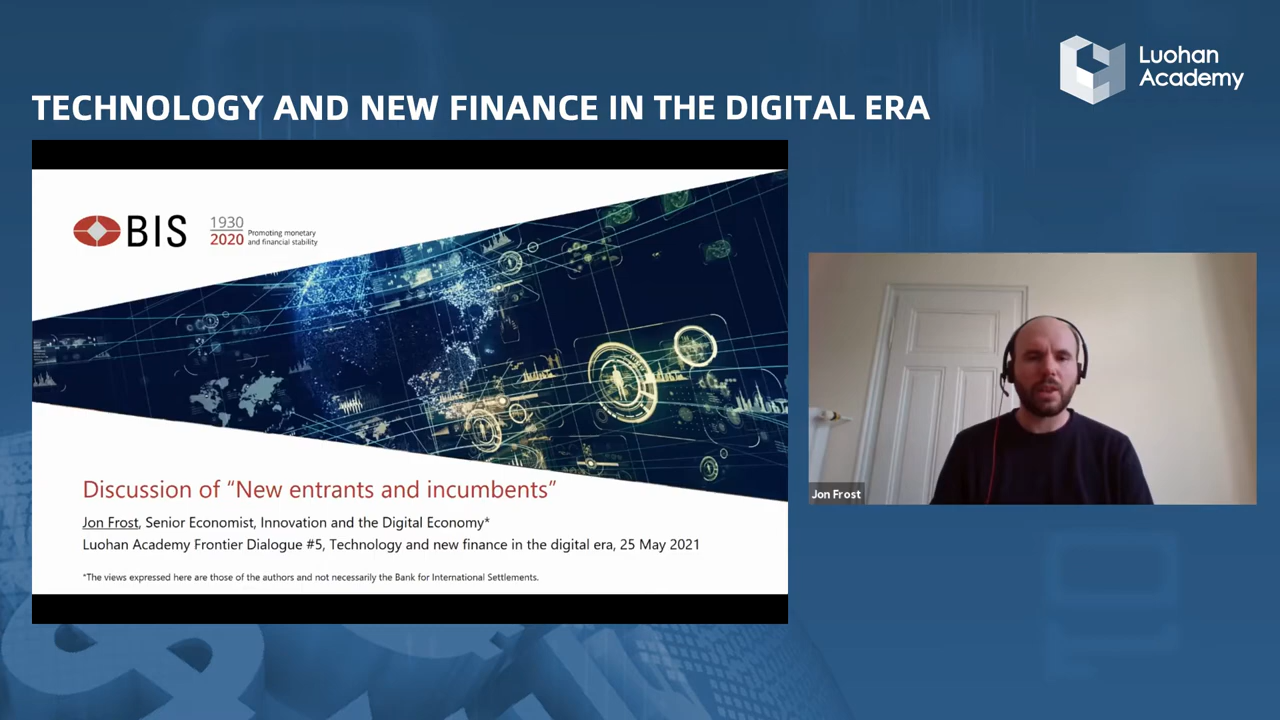 Luohan
Academy
TECHNOLOGY AND NEW FINANCE IN THE DIGITAL ERA
BIS
1930
2020
Promoting monetary
and financial stability
Discussion of “New entrants and incumbents”
Jon Frost, Senior Economist, Innovation and the Digital Economy*
Luohan Academy Frontier Dialogue #5, Technology and new finance in the digital era, 25 May 2021
*The views expressed here are those of the authors and not necessarily the Bank for International Settlements.
Jon Frost